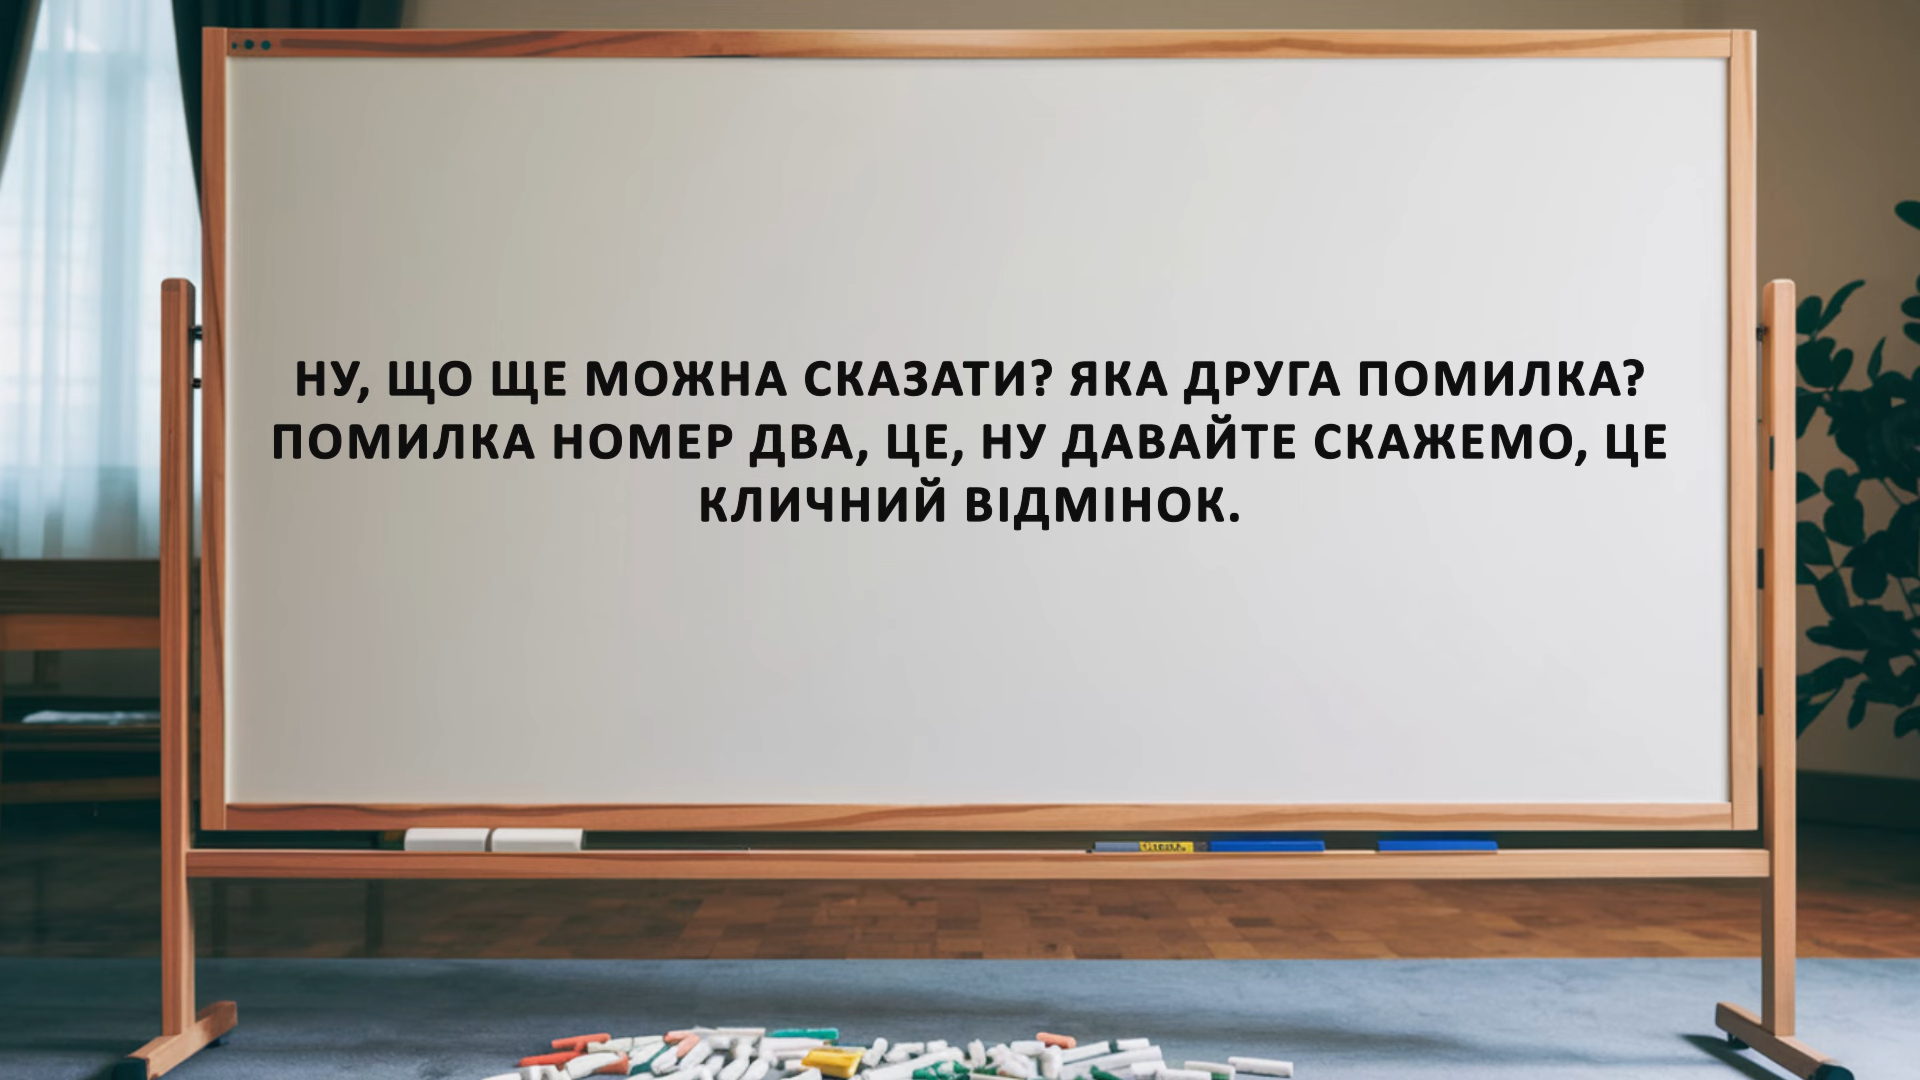 НУ, ЩО ЩЕ МОЖНА СКАЗАТИ? ЯКА ДРУГА ПОМИЛКА?
ПОМИЛКА НОМЕР ДВА, ЦЕ, НУ ДАВАЙТЕ СКАЖЕМО, ЦЕ
КЛИЧНИЙ ВІДМІНОК.